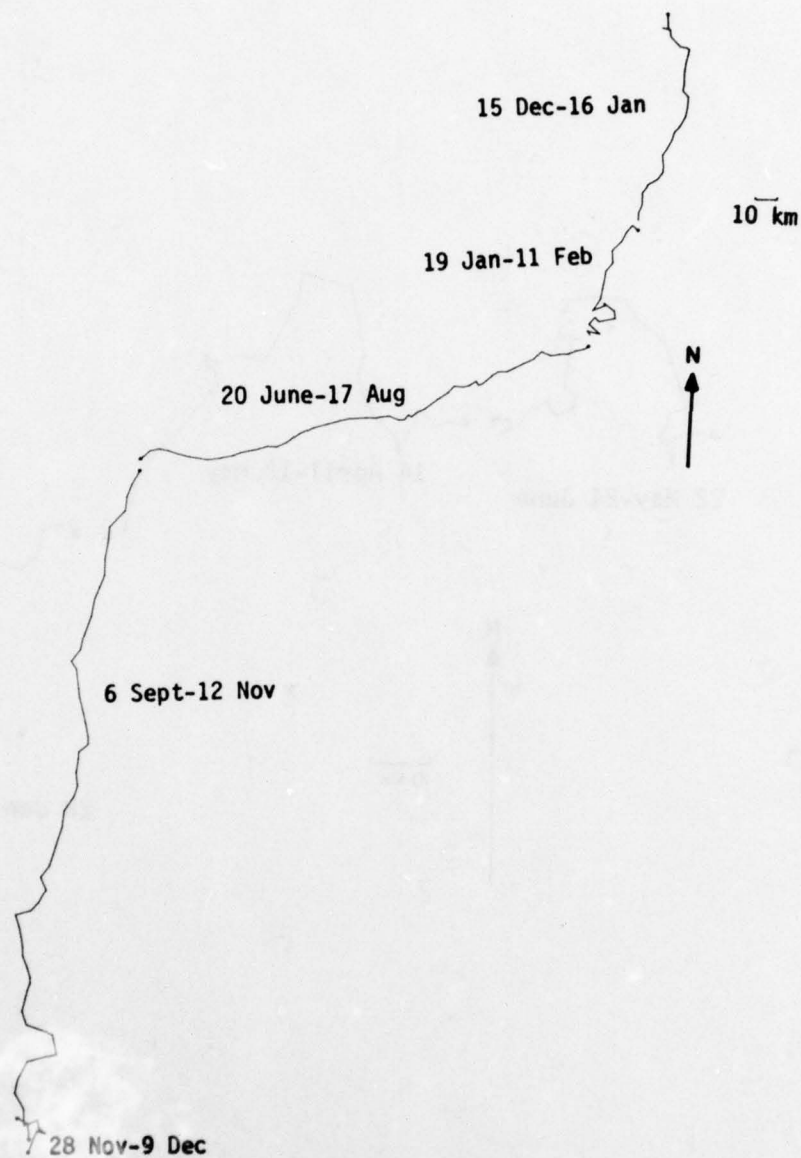 15 Dec-16 Jan
10 km
19 Jan-11 Feb
N
20 June-17 Aug
6 Sept-12 Nov
28 Nov-9 Dec